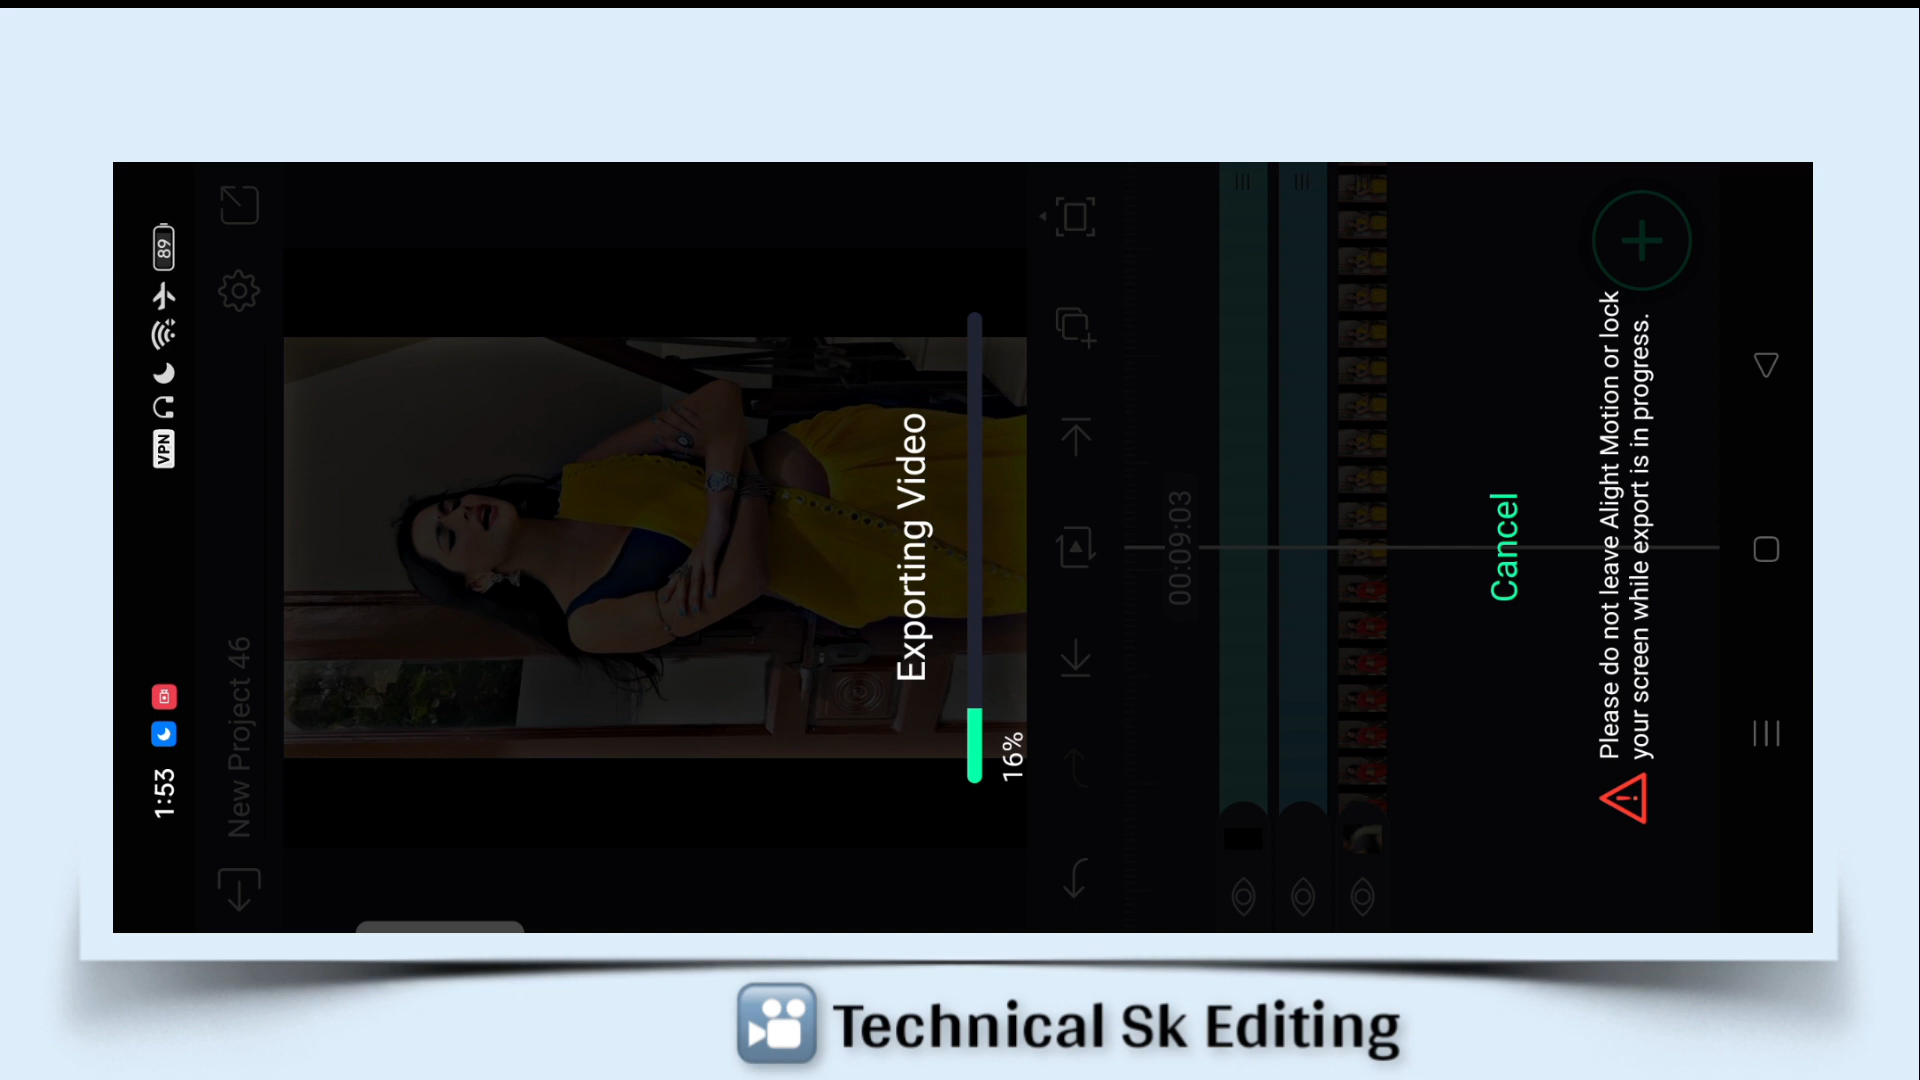 1:53
VPN
89
New Project 46
Exporting Video
16%
00:09:03
Cancel
Please do not leave Alight Motion or lock
your screen while export is in progress.
Technical Sk Editing